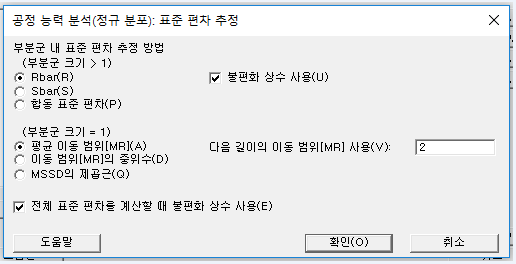 공정 능력 분석(정규 분포): 표준 편차 추정
부분군 내 표준 편차 추정 방법
(부분군 크기 > 1)
Rbar(R)
불편화 상수 사용(U)
Sbar(S)
합동 표준 편차(P)
(부분군 크기 = 1)
평균 이동 범위[MR](A)
다음 길이의 이동 범위[MR] 사용(V):
2
이동 범위[MR]의 중위수(D)
MSSD의 제곱근(Q)
전체 표준 편차를 계산할 때 불편화 상수 사용(E)
도움말
확인(O)
취소